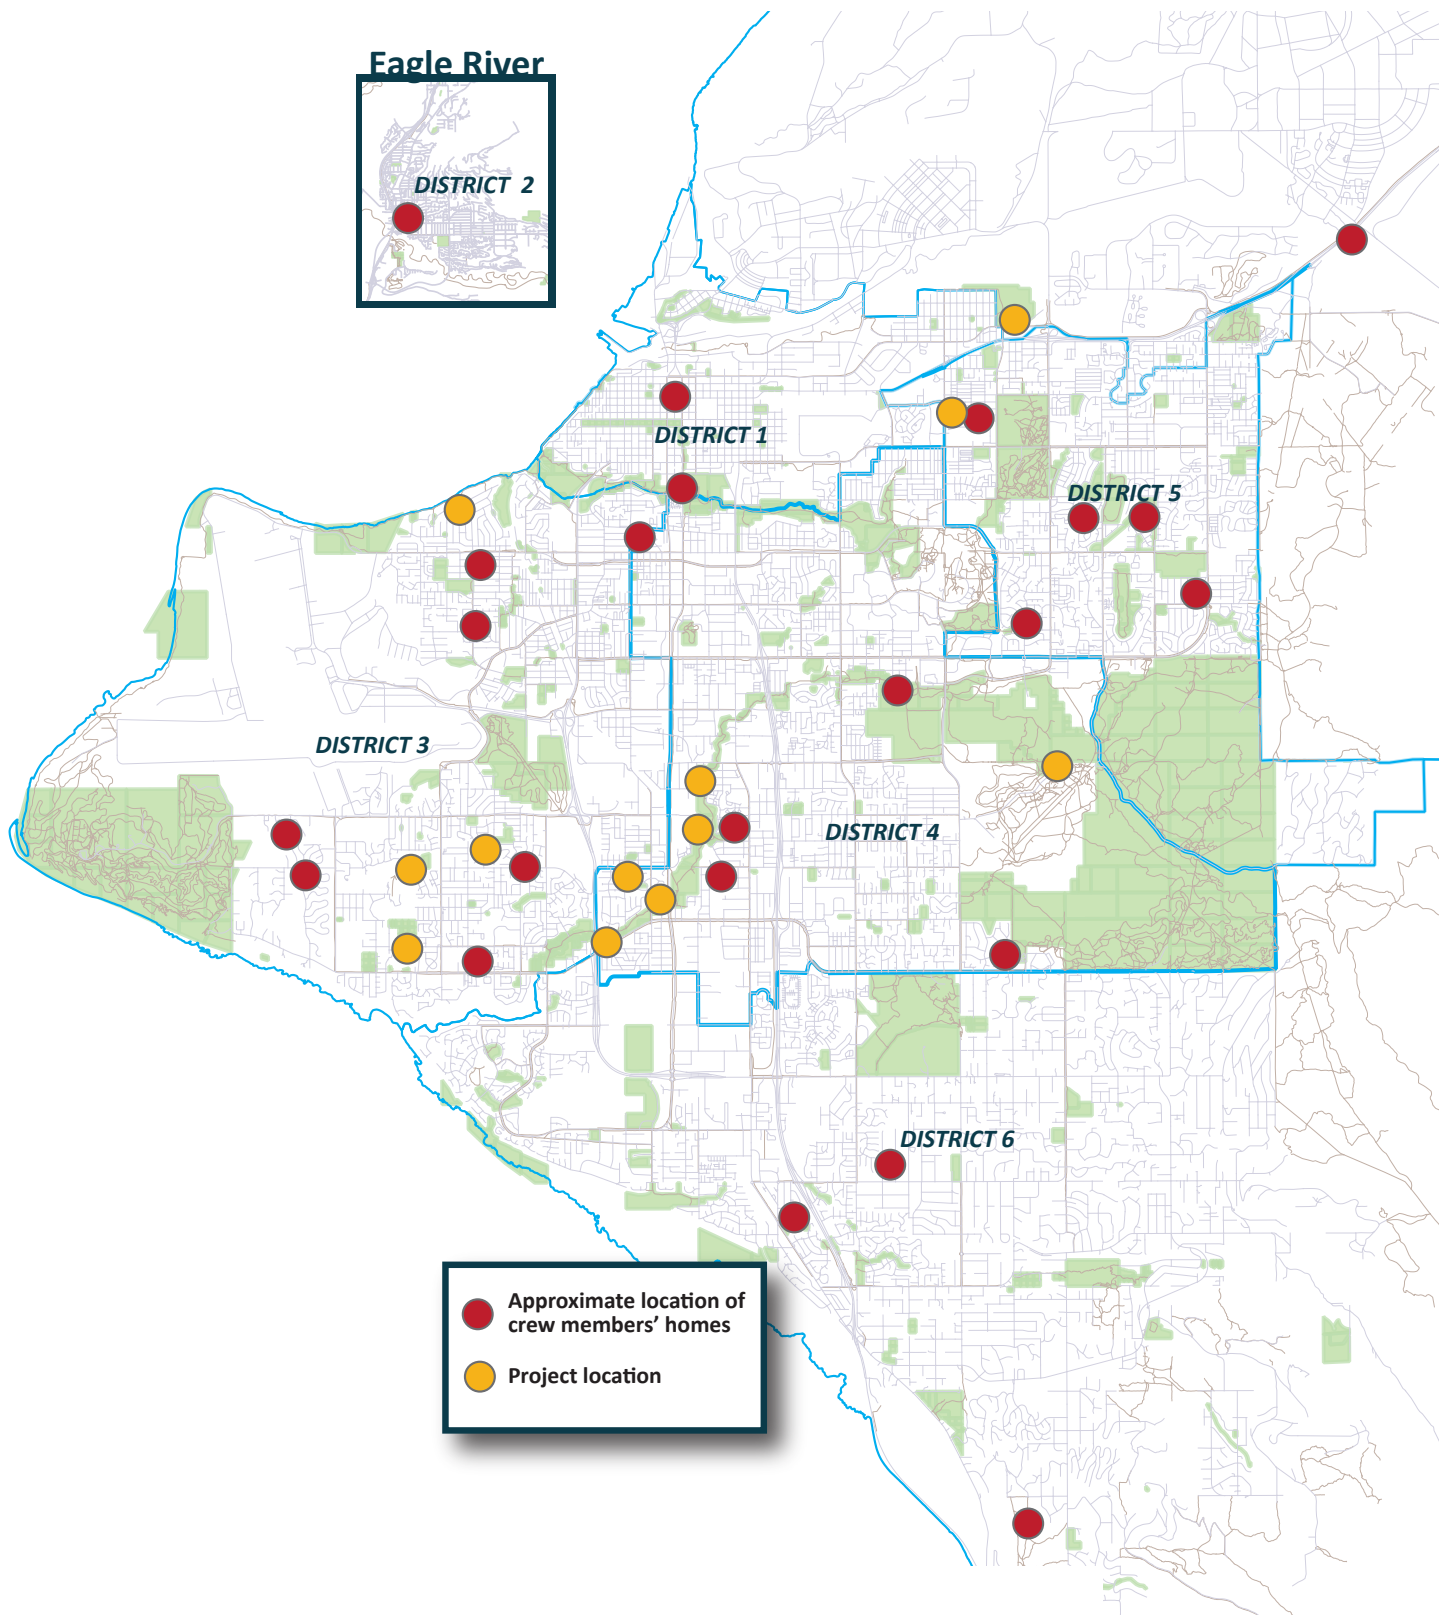 Eagle River
DISTRICT 2
DISTRICT 1
DISTRICT 5
DISTRICT 3
DISTRICT 4
DISTRICT 6
Approximate location of
crew members’ homes
Project location